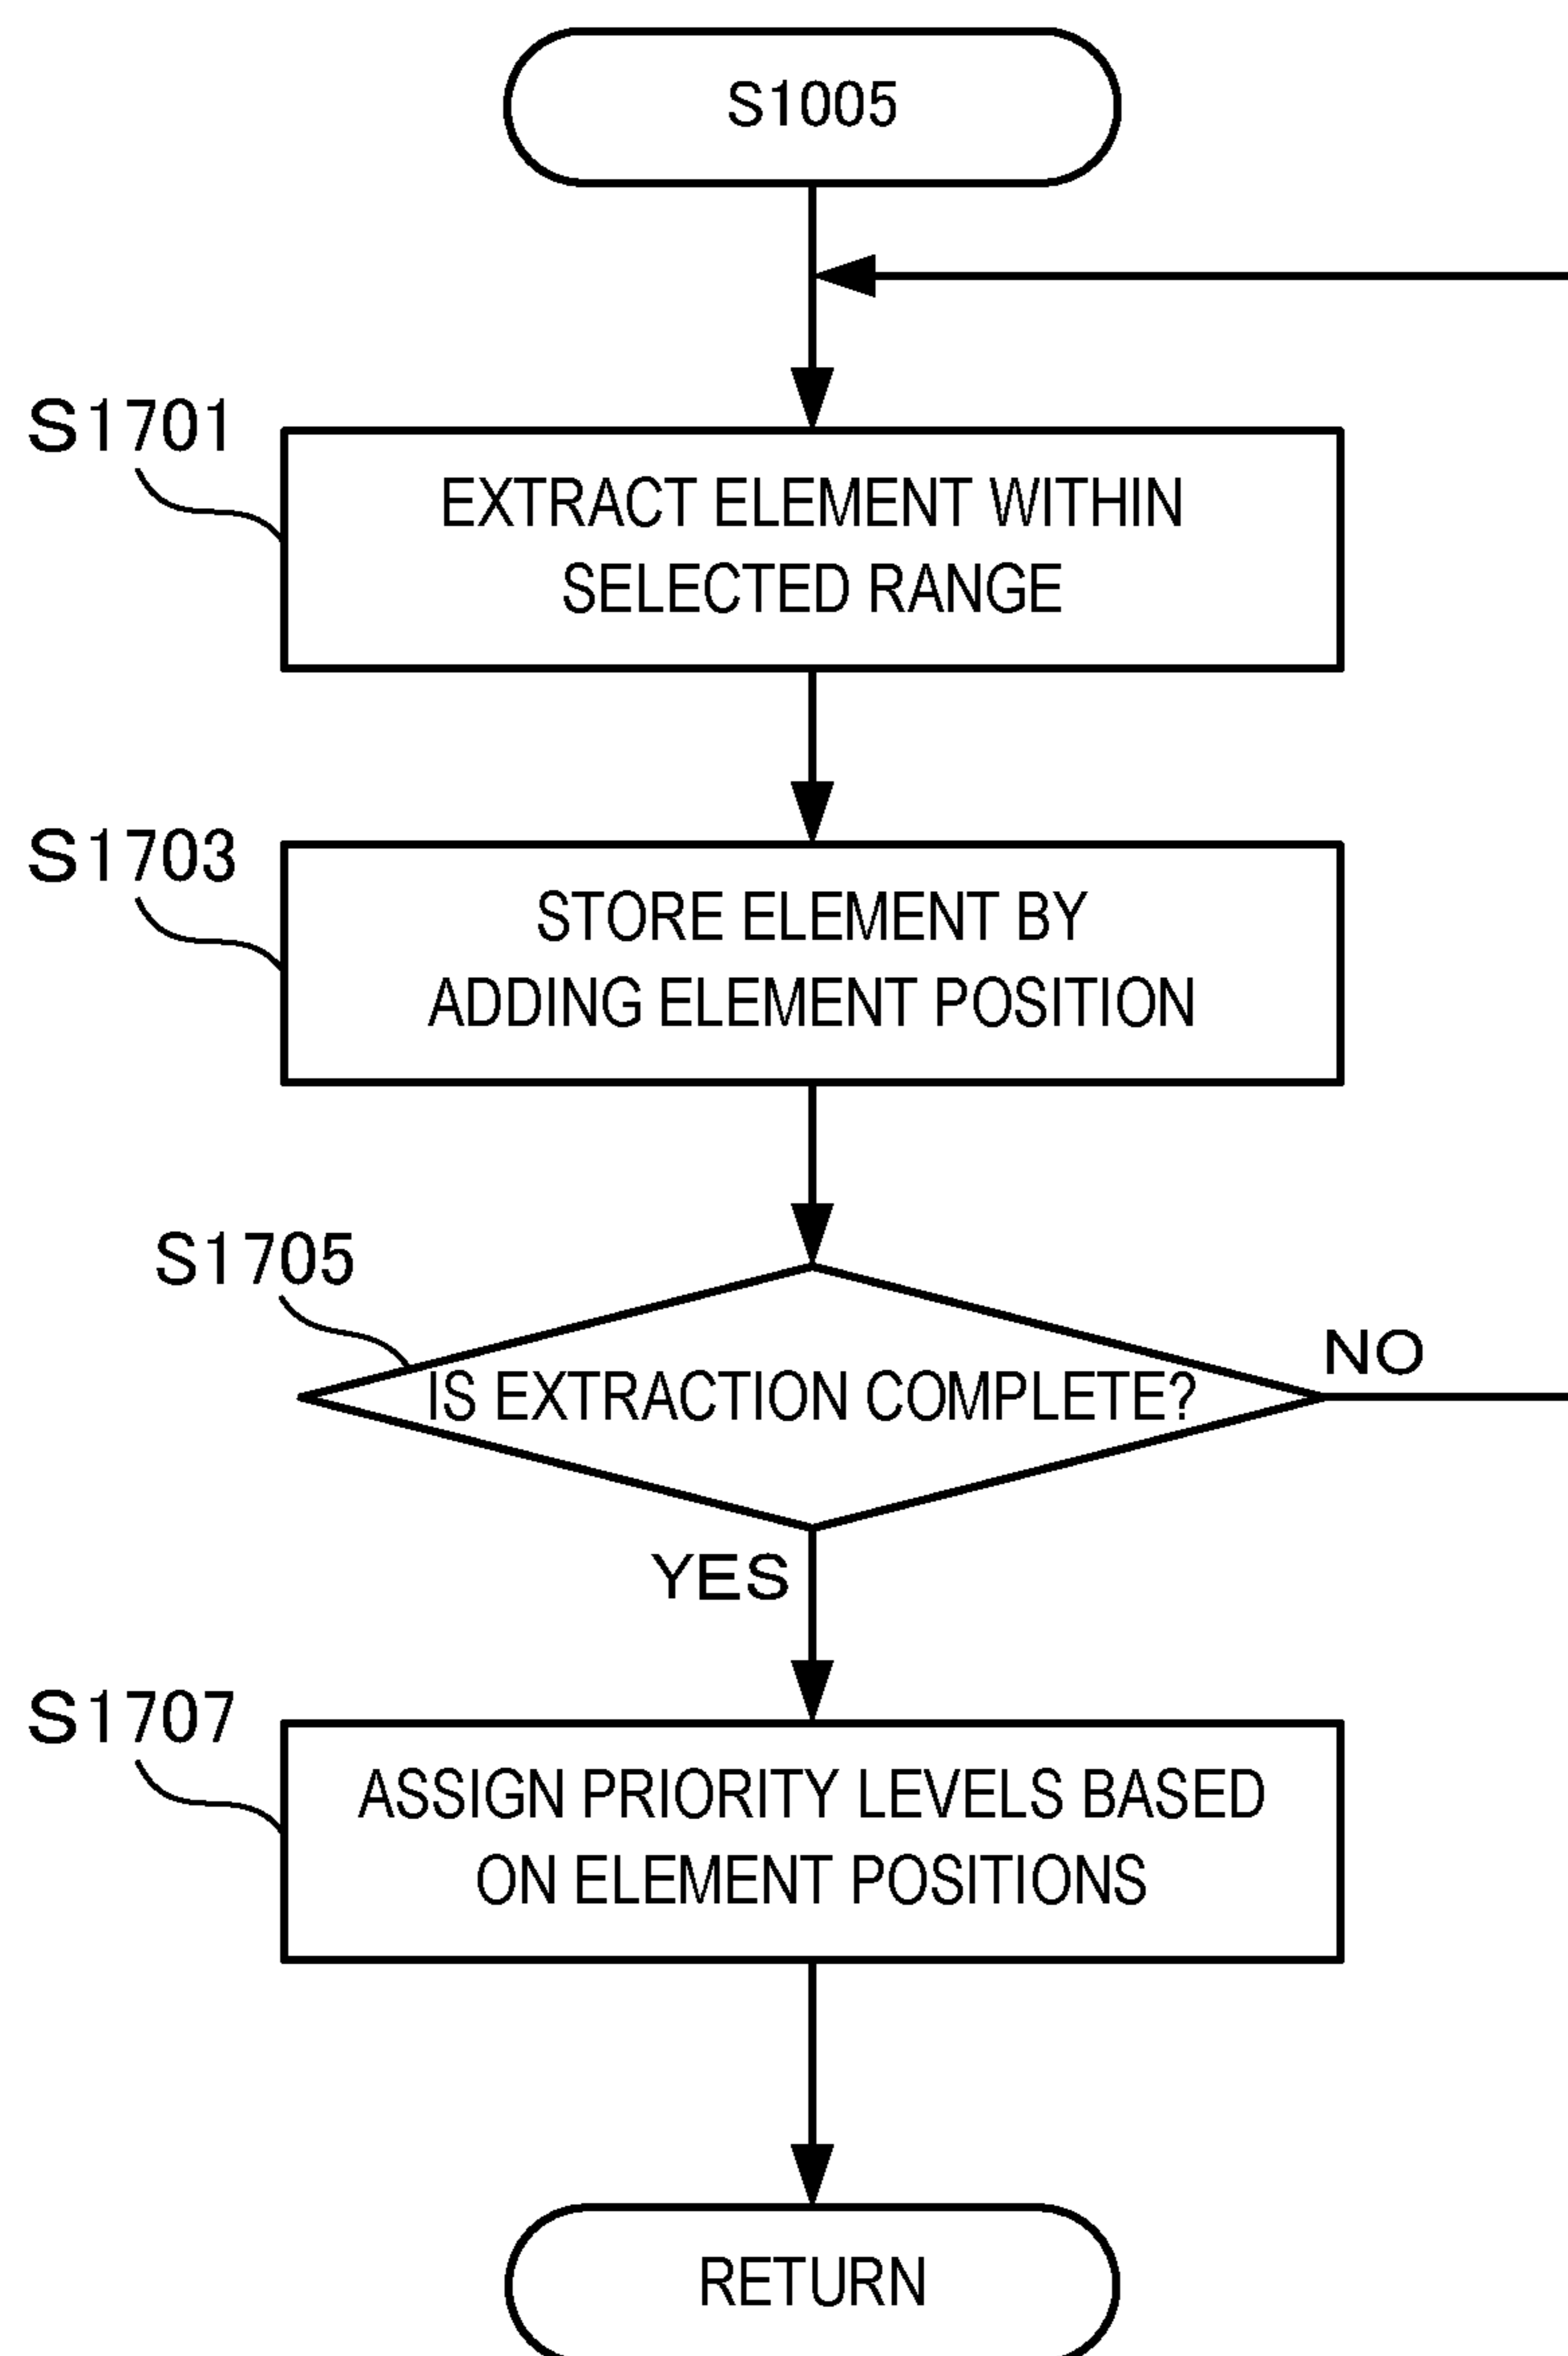 S1005
S1701
EXTRACT ELEMENT WITHIN
SELECTED RANGE
S1703
STORE ELEMENT BY
ADDING ELEMENT POSITION
S1705
IS EXTRACTION COMPLETE?
NO
YES
S1707
ASSIGN PRIORITY LEVELS BASED
ON ELEMENT POSITIONS
RETURN